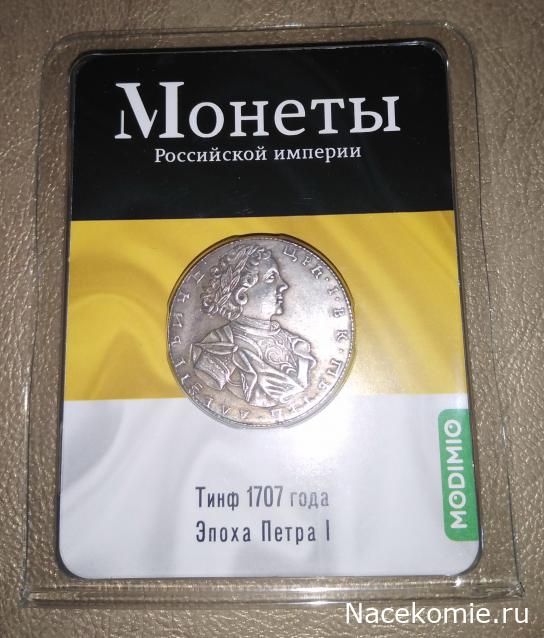 Монеты
Российской империи
Тинф 1707 года
Эпоха Петра I
MODIMIO
Nacekomie.ru